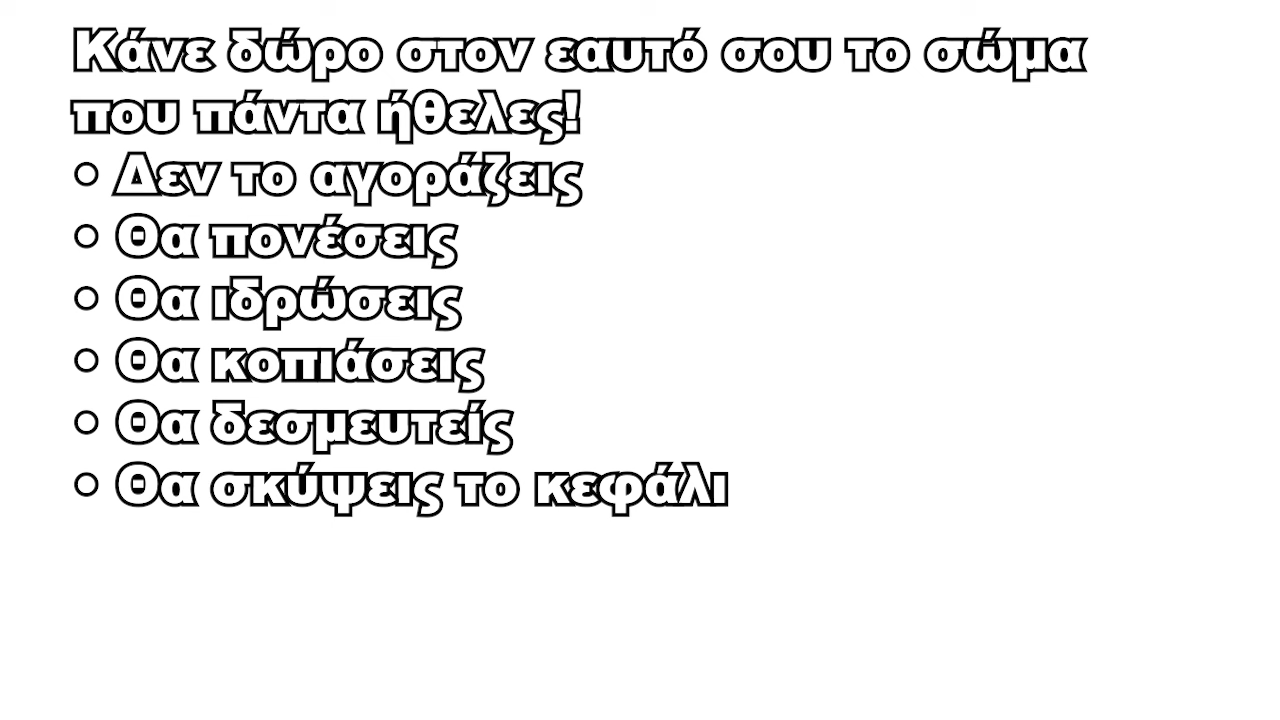 Κάνε δώρο στον εαυτό σου το σώμα
που πάντα ήθελες!
• Δεν το αγοράζεις
• Θα πονέσεις
• Θα ιδρώσεις
• Θα κοπιάσεις
• Θα δεσμευτείς
• Θα σκύψεις το κεφάλι